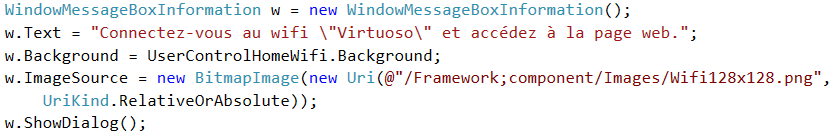 WindowMessageBoxInformation w = new WindowMessageBoxInformation();
w.Text = "Connectez-vous au wifi \"Virtuoso\" et accédez à la page web.";
w.Background = UserControlHomeWifi.Background;
w.ImageSource = new BitmapImage(new Uri(@"/Framework;component/Images/Wifi128x128.png",
UriKind.RelativeOrAbsolute));
w.ShowDialog();